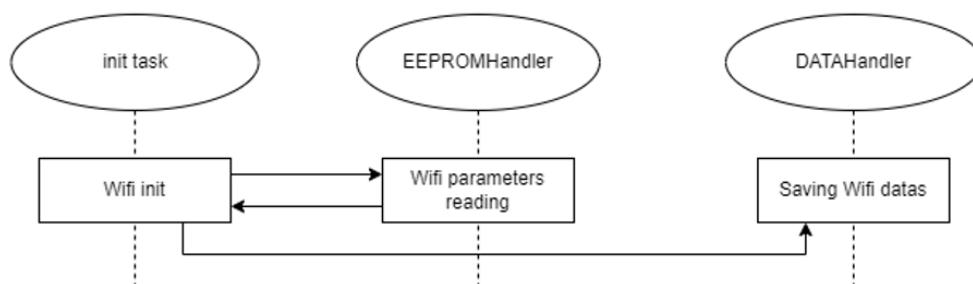 init task
EEPROMHandler
DATAHandler
Wifi init
Wifi parameters
reading
Saving Wifi datas